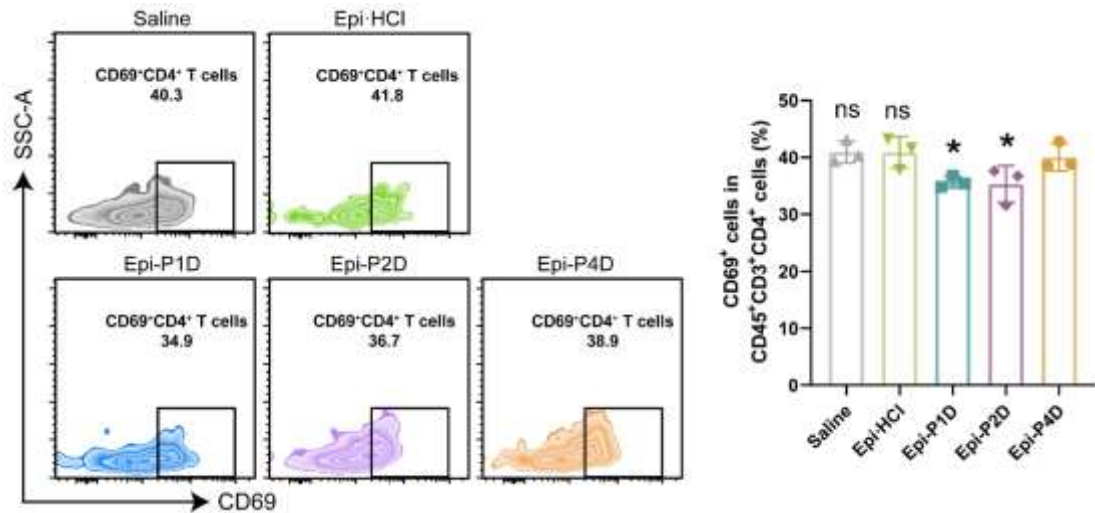 Saline
Epi·HCl
CD69⁺CD4⁺ T cells
40.3
CD69⁺CD4⁺ T cells
41.8
SSC-A
Epi-P1D
Epi-P2D
Epi-P4D
CD69⁺CD4⁺ T cells
34.9
CD69⁺CD4⁺ T cells
36.7
CD69⁺CD4⁺ T cells
38.9
CD69
CD69⁺ cells in
CD45⁺CD3⁺CD4⁺ cells (%)
50
40
30
20
10
0
ns
ns
*
*
Saline
Epi·HCl
Epi-P1D
Epi-P2D
Epi-P4D